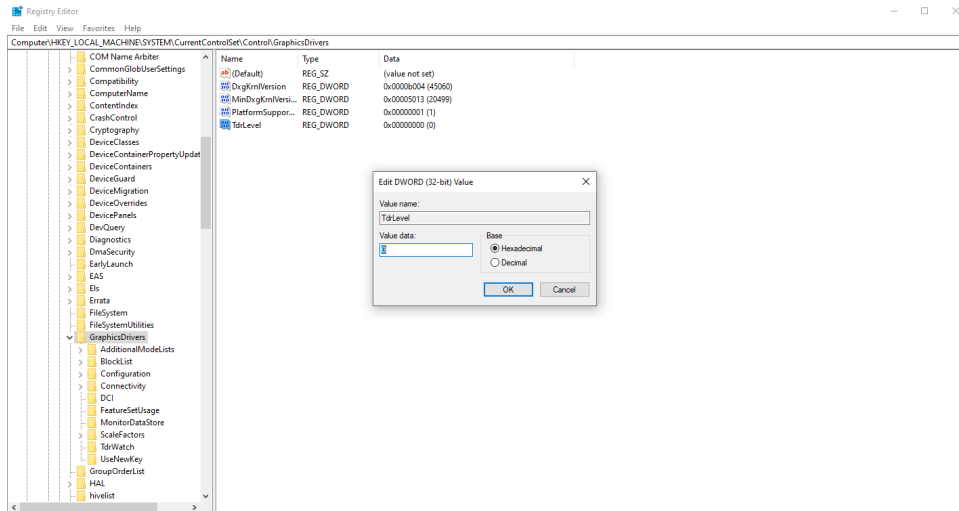 Registry Editor
File Edit View Favorites Help
Computer\HKEY_LOCAL_MACHINE\SYSTEM\CurrentControlSet\Control\GraphicsDrivers
COM Name Arbiter
CommonGlobUserSettings
Compatibility
ComputerName
ContentIndex
CrashControl
Cryptography
DeviceClasses
DeviceContainerPropertyUpdat
DeviceContainers
DeviceGuard
DeviceMigration
DeviceOverrides
DevicePanels
DevQuery
Diagnostics
DmaSecurity
EarlyLaunch
EAS
Els
Errata
FileSystem
FileSystemUtilities
GraphicsDrivers
AdditionalModeLists
BlockList
Configuration
Connectivity
DCI
FeatureSetUsage
MonitorDataStore
ScaleFactors
TdrWatch
UseNewKey
GroupOrderList
HAL
hivelist
Name Type Data
ab (Default) REG_SZ (value not set)
DxgKrnlVersion REG_DWORD 0x0000b004 (45060)
MinDxgKrnlVersi... REG_DWORD 0x00005013 (20499)
PlatformSuppor... REG_DWORD 0x00000001 (1)
TdrLevel REG_DWORD 0x00000000 (0)
Edit DWORD (32-bit) Value
Value name:
TdrLevel
Value data: Base
0 Hexadecimal
Decimal
OK Cancel